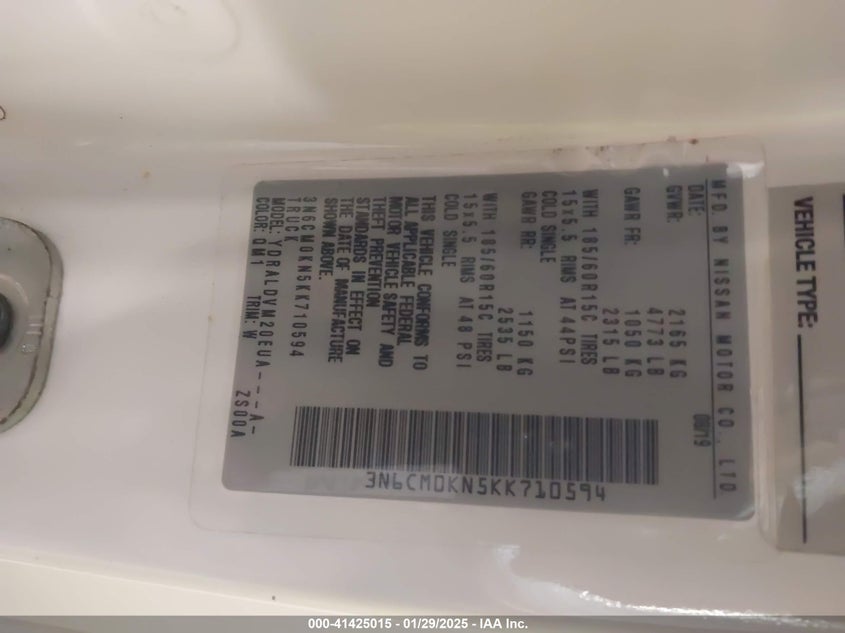 MFD BY NISSAN MOTOR CO., LTD.
DATE: 08/19
GVWR: 2165 KG
4773 LB
GAWR FR: 1050 KG
2315 LB
WITH 185/60R15C TIRES
15x5.5 RIMS AT 44PSI
COLD SINGLE
GAWR RR: 1150 KG
2535 LB
WITH 185/60R15C TIRES
15x5.5 RIMS AT 48 PSI
COLD SINGLE
THIS VEHICLE CONFORMS TO
ALL APPLICABLE FEDERAL
MOTOR VEHICLE SAFETY AND
THEFT PREVENTION
STANDARDS IN EFFECT ON
THE DATE OF MANUFACTURE
SHOWN ABOVE.
3N6CM0KN5KK710594
TRUCK
MODEL: YDRALDVM20EUA---A-
COLOR: QM1 TRIM: W ZS00A
3N6CM0KN5KK710594
VEHICLE TYPE:
000-41425015 - 01/29/2025 - IAA Inc.